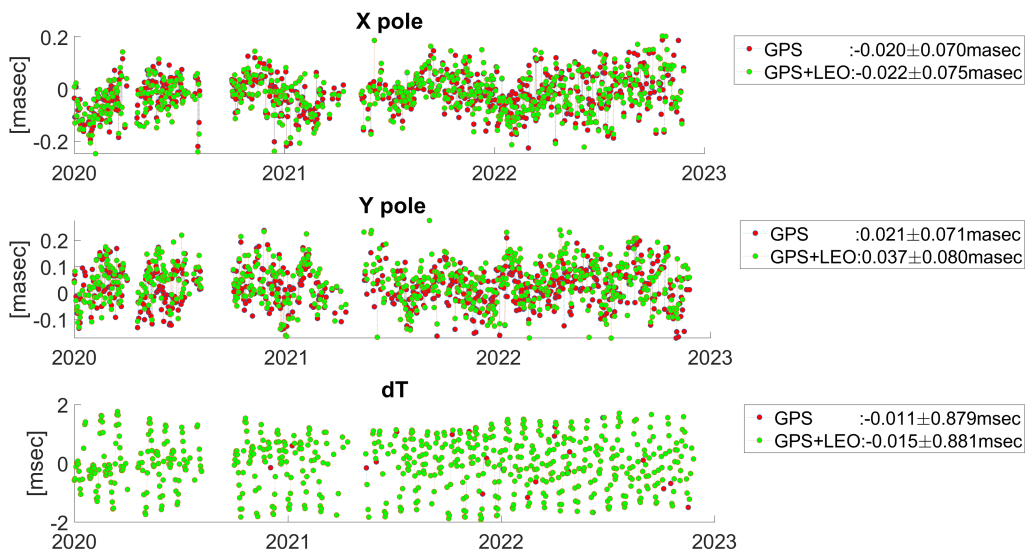 X pole
0.2
0
-0.2
[masec]
2020
2021
2022
2023
GPS :-0.020±0.070masec
GPS+LEO:-0.022±0.075masec
Y pole
0.2
0.1
0
-0.1
[masec]
2020
2021
2022
2023
GPS :0.021±0.071masec
GPS+LEO:0.037±0.080masec
dT
2
0
-2
[msec]
2020
2021
2022
2023
GPS :-0.011±0.879msec
GPS+LEO:-0.015±0.881msec